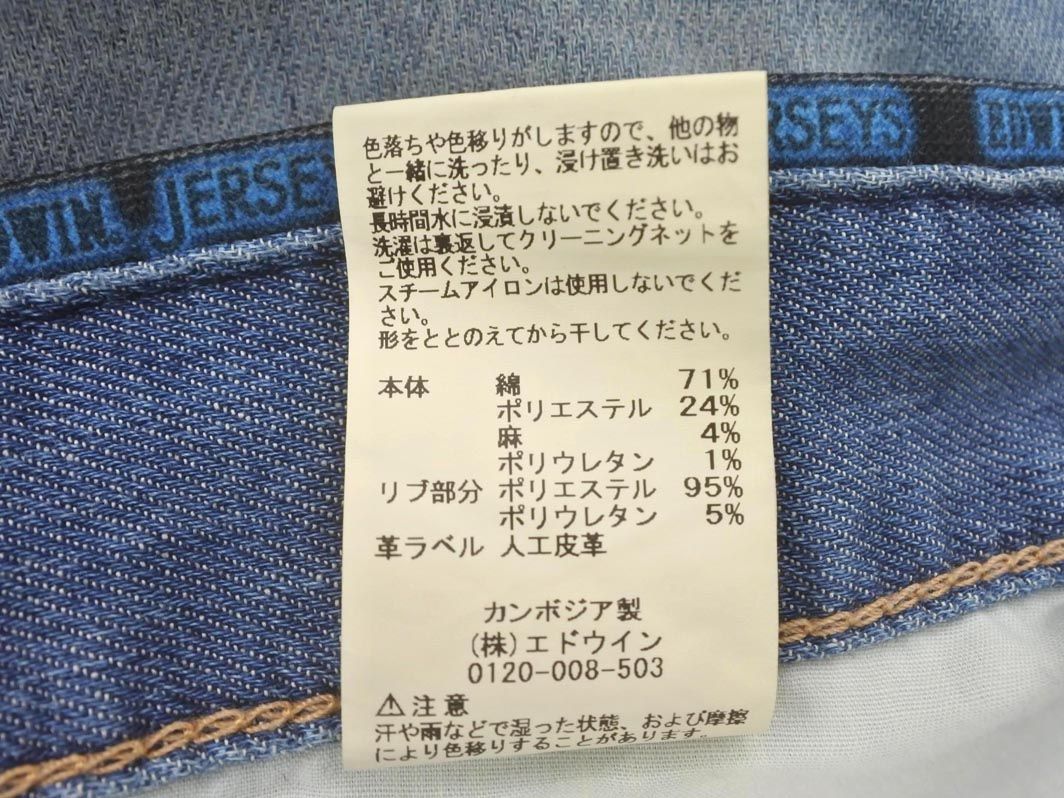 色落ちや色移りがしますので、他の物
と一緒に洗ったり、浸け置き洗いはお
避けください。
長時間水に浸漬しないでください。
洗濯は裏返してクリーニングネットを
ご使用ください。
スチームアイロンは使用しないでくだ
さい。
形をととのえてから干してください。
本体 綿 71%
ポリエステル 24%
麻 4%
ポリウレタン 1%
リブ部分 ポリエステル 95%
ポリウレタン 5%
革ラベル 人工皮革
カンボジア製
(株)エドウイン
0120-008-503
⚠注意
汗や雨などで湿った状態、および摩擦
により色移りすることがあります。
DWIN JERSEY
RSEYS EDWI